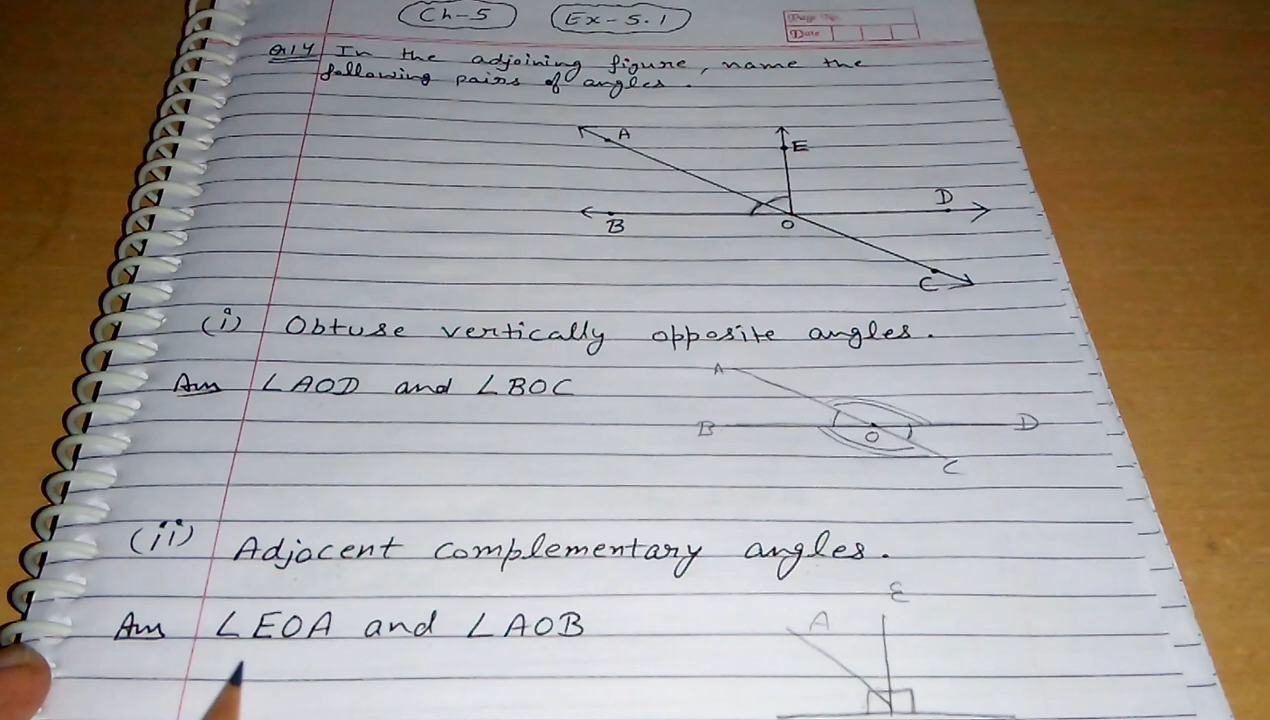 Ch-5 Ex-5.1
Page No.
Date
Q14 In the adjoining figure, name the
following pairs of angles.
A
E
B
O
D
C
(i) Obtuse vertically opposite angles.
Ans ∠AOD and ∠BOC
A
B
O
D
C
(ii) Adjacent complementary angles.
Ans ∠EOA and ∠AOB
E
A